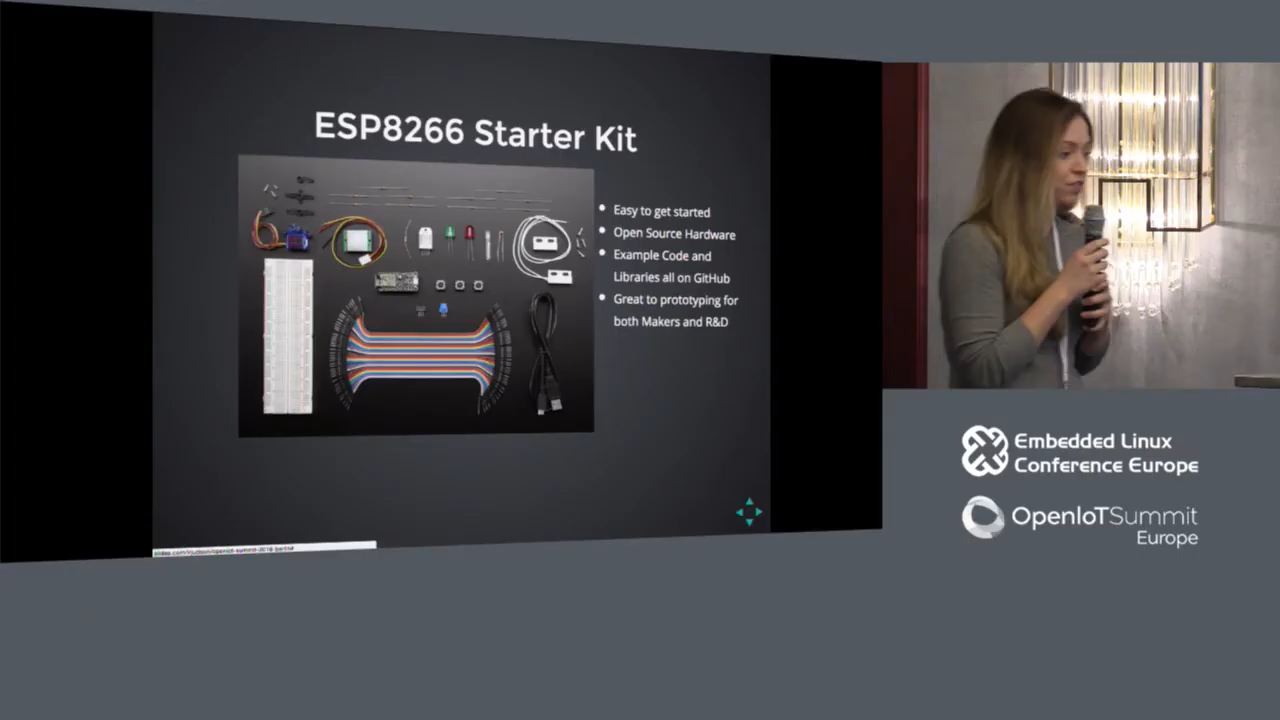 ESP8266 Starter Kit
Easy to get started
Open Source Hardware
Example Code and
Libraries all on GitHub
Great to prototyping for
both Makers and R&D
Embedded Linux
Conference Europe
OpenIoTSummit
Europe